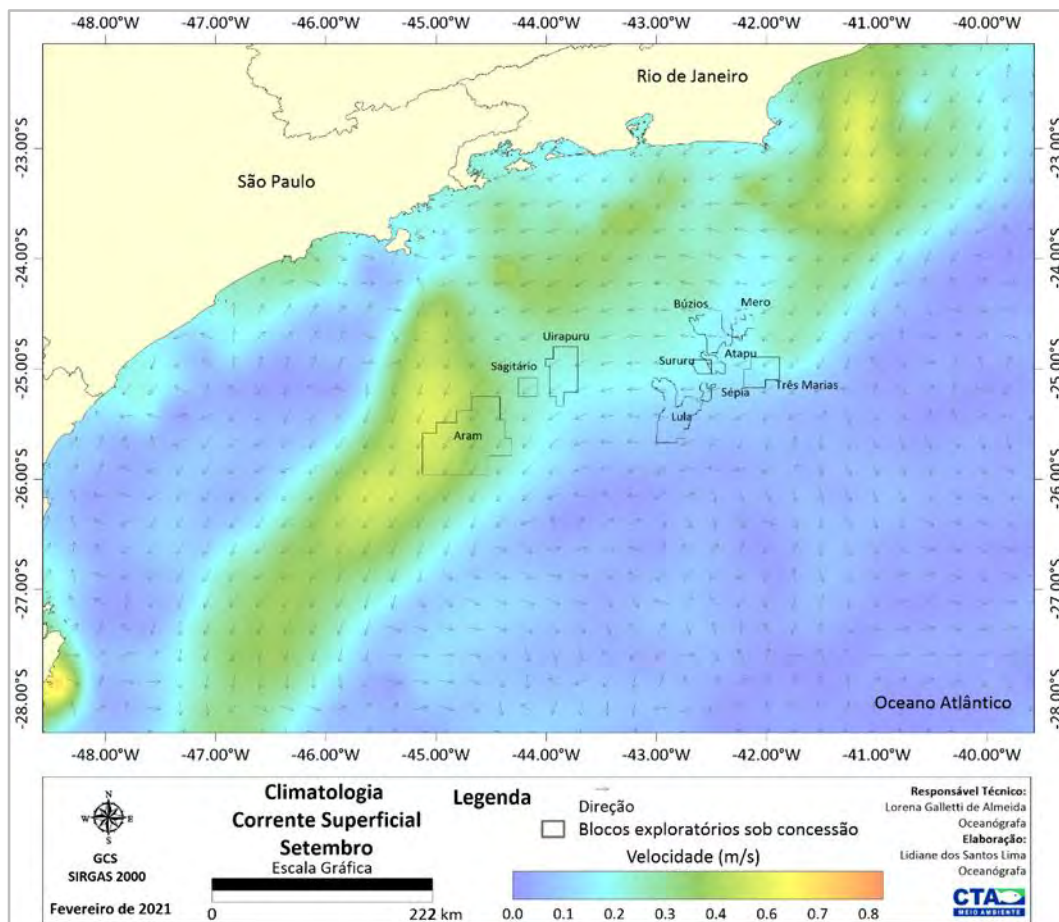 -48.00°W -47.00°W -46.00°W -45.00°W -44.00°W -43.00°W -42.00°W -41.00°W -40.00°W
Rio de Janeiro
-23.00°S -23.00°S
São Paulo
-24.00°S -24.00°S
Búzios Mero
Uirapuru
Sururu Atapu
-25.00°S Sagitário -25.00°S
Três Marias
Sépia
Lula
Aram
-26.00°S -26.00°S
-27.00°S -27.00°S
-28.00°S Oceano Atlântico -28.00°S
-48.00°W -47.00°W -46.00°W -45.00°W -44.00°W -43.00°W -42.00°W -41.00°W -40.00°W
N
W E
S
GCS
SIRGAS 2000
Fevereiro de 2021
Climatologia
Corrente Superficial
Setembro
Escala Gráfica
0 222 km
Legenda
Direção
Blocos exploratórios sob concessão
Velocidade (m/s)
0.0 0.1 0.2 0.3 0.4 0.6 0.7 0.8
Responsável Técnico:
Lorena Galletti de Almeida
Oceanógrafa
Elaboração:
Lidiane dos Santos Lima
Oceanógrafa
CTA
MEIO AMBIENTE